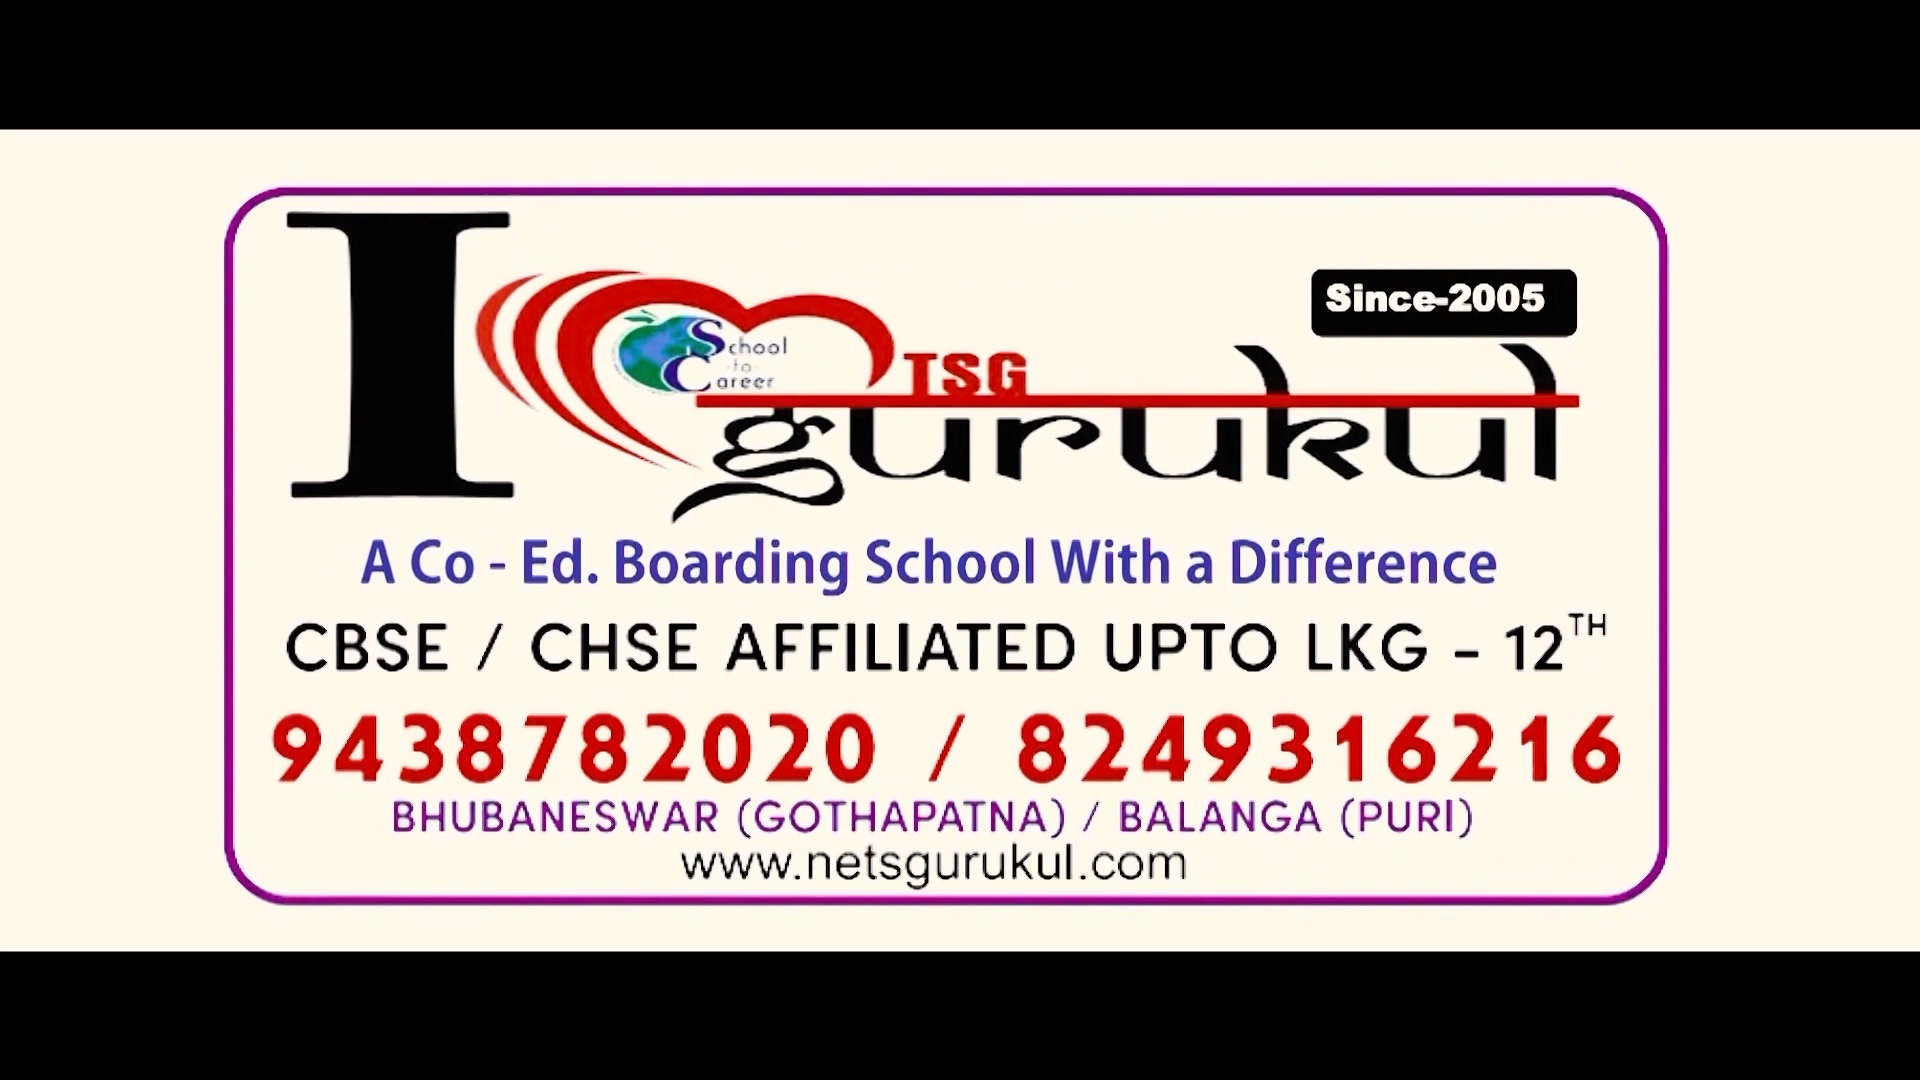 Since-2005
I TSG gurukul
School
-to-
Career
A Co - Ed. Boarding School With a Difference
CBSE / CHSE AFFILIATED UPTO LKG - 12TH
9438782020 / 8249316216
BHUBANESWAR (GOTHAPATNA) / BALANGA (PURI)
www.netsgurukul.com